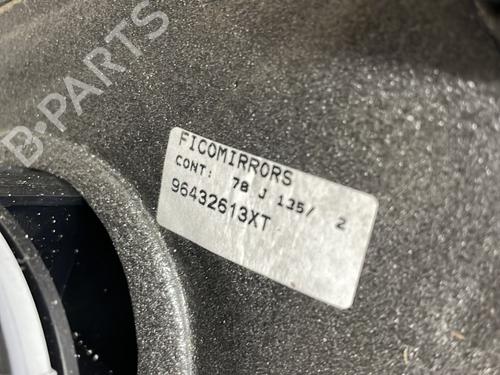 B-PARTS
FICOMIRRORS
CONT: 78 J 135/ 2
96432613XT